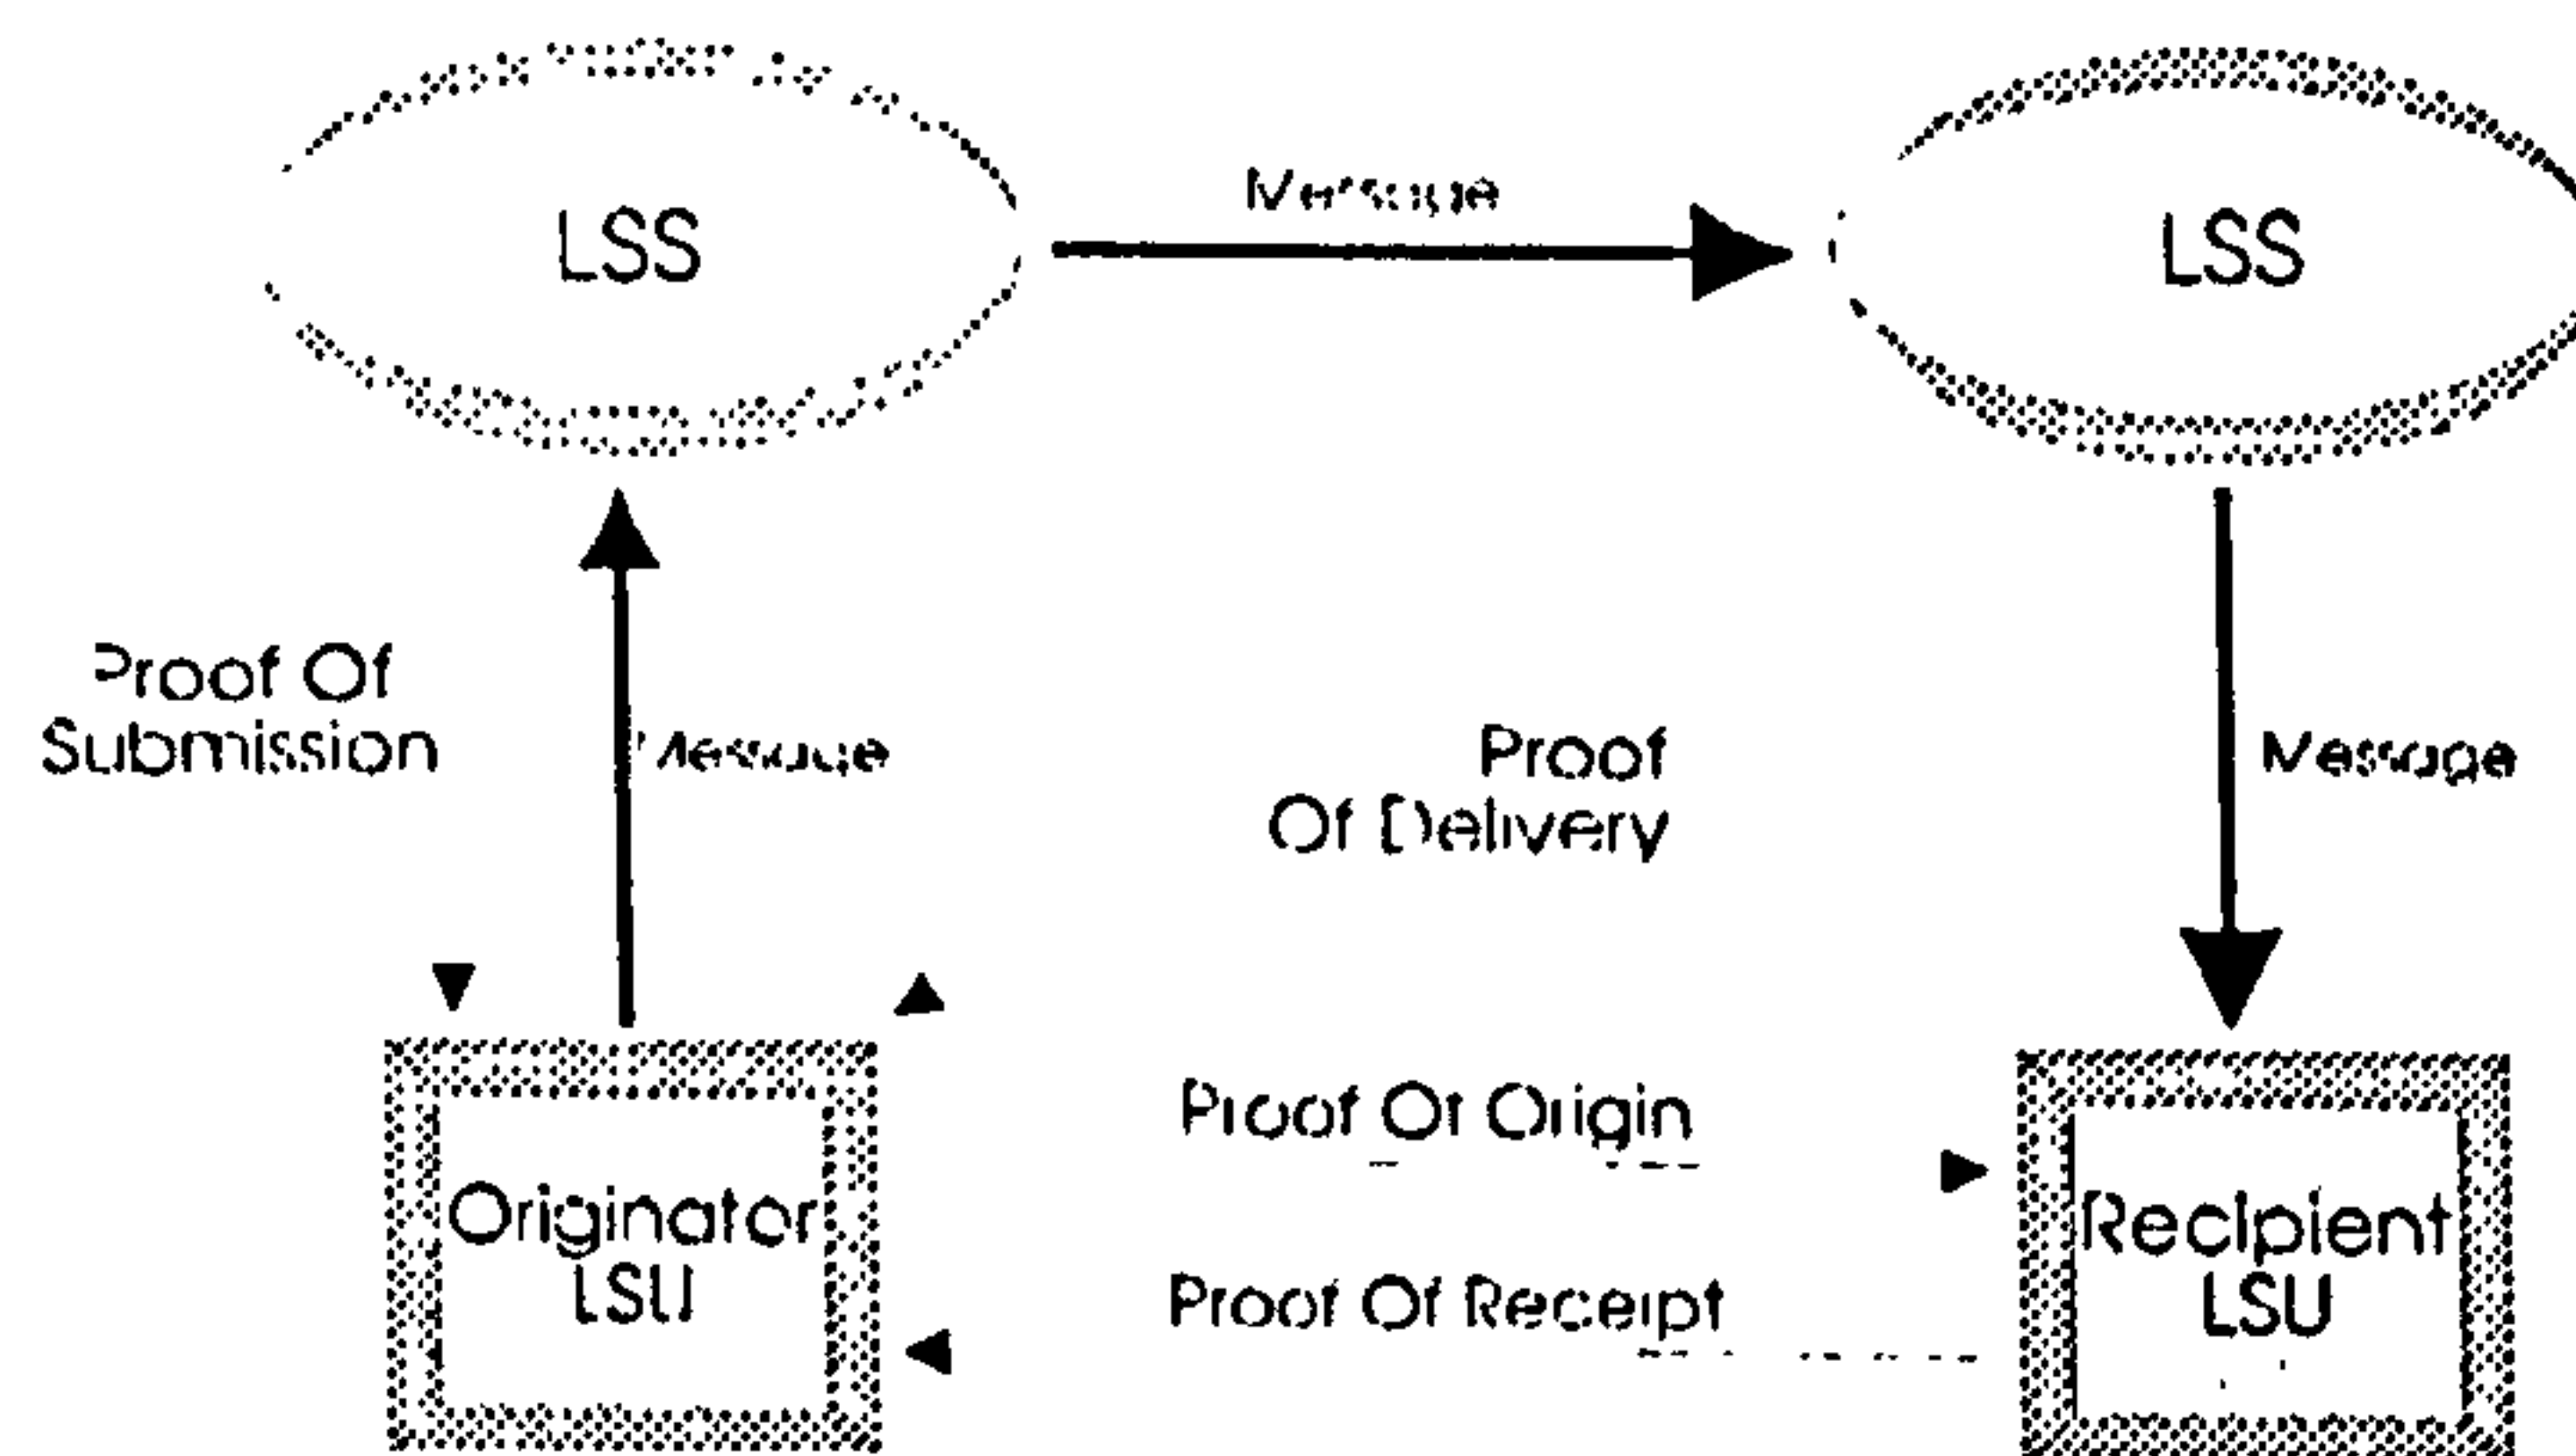 LSS
Message
LSS
Proof Of
Submission
Message
Proof
Of Delivery
Message
Proof Of Origin
Originator
LSU
Recipient
LSU
Proof Of Receipt